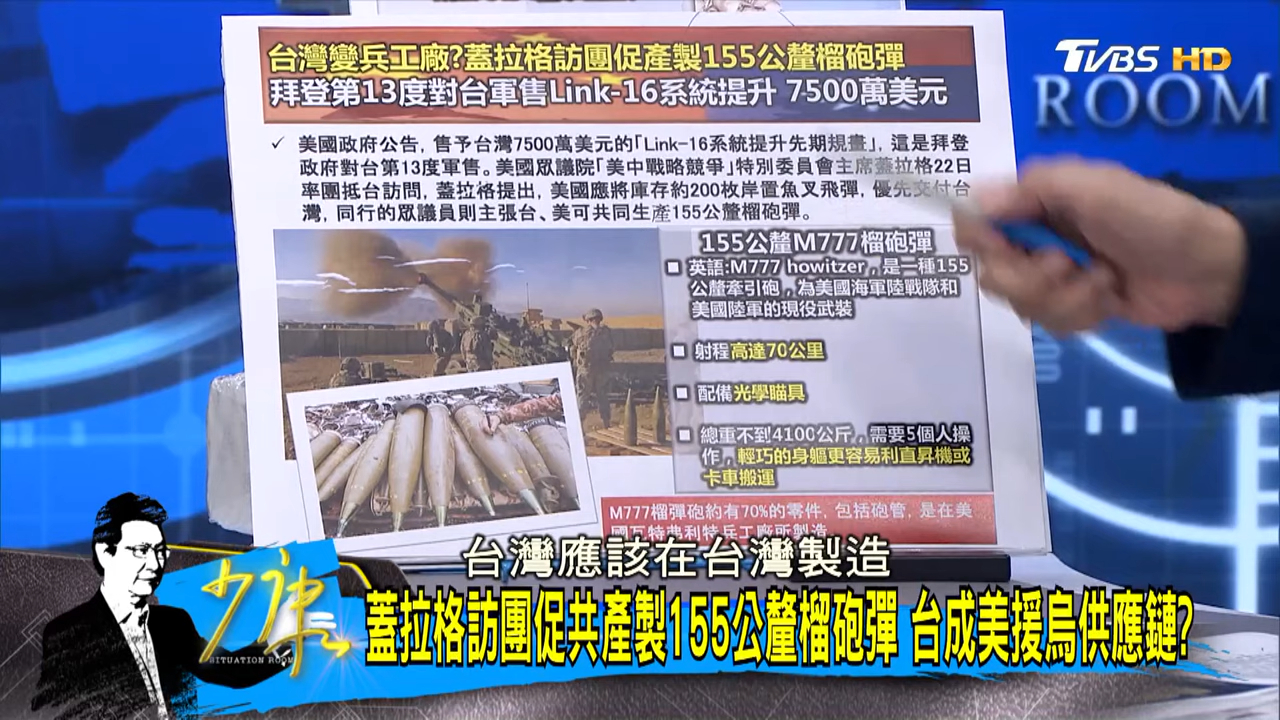 台灣變兵工廠?蓋拉格訪團促產製155公釐榴砲彈
TVBS HD
拜登第13度對台軍售Link-16系統提升 7500萬美元
ROOM
✓ 美國政府公告, 售予台灣7500萬美元的「Link-16系統提升先期規畫」, 這是拜登
政府對台第13度軍售。美國眾議院「美中戰略競爭」特別委員會主席蓋拉格22日
率團抵台訪問, 蓋拉格提出, 美國應將庫存約200枚岸置魚叉飛彈, 優先交付台
灣, 同行的眾議員則主張台、美可共同生產155公釐榴砲彈。
155公釐M777榴砲彈
■ 英語:M777 howitzer，是一種155
公釐牽引砲，為美國海軍陸戰隊和
美國陸軍的現役武裝
■ 射程高達70公里
■ 配備光學瞄具
■ 總重不到4100公斤，需要5個人操
作，輕巧的身軀更容易利直昇機或
卡車搬運
M777榴彈砲約有70%的零件, 包括砲管, 是在美
國瓦特弗利特兵工廠所製造
台灣應該在台灣製造
少康
SITUATION ROOM
蓋拉格訪團促共產製155公釐榴砲彈 台成美援烏供應鏈?